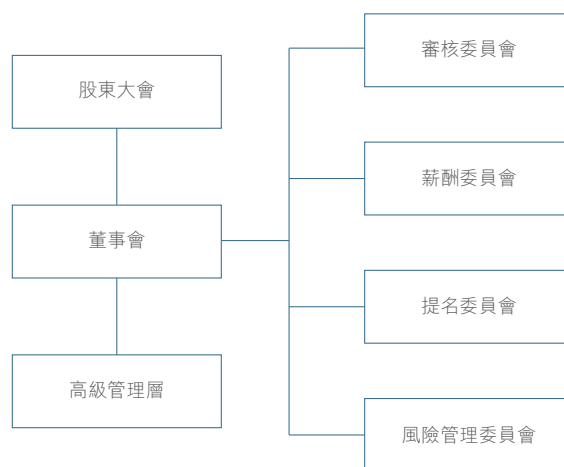 股東大會
董事會
高級管理層
審核委員會
薪酬委員會
提名委員會
風險管理委員會